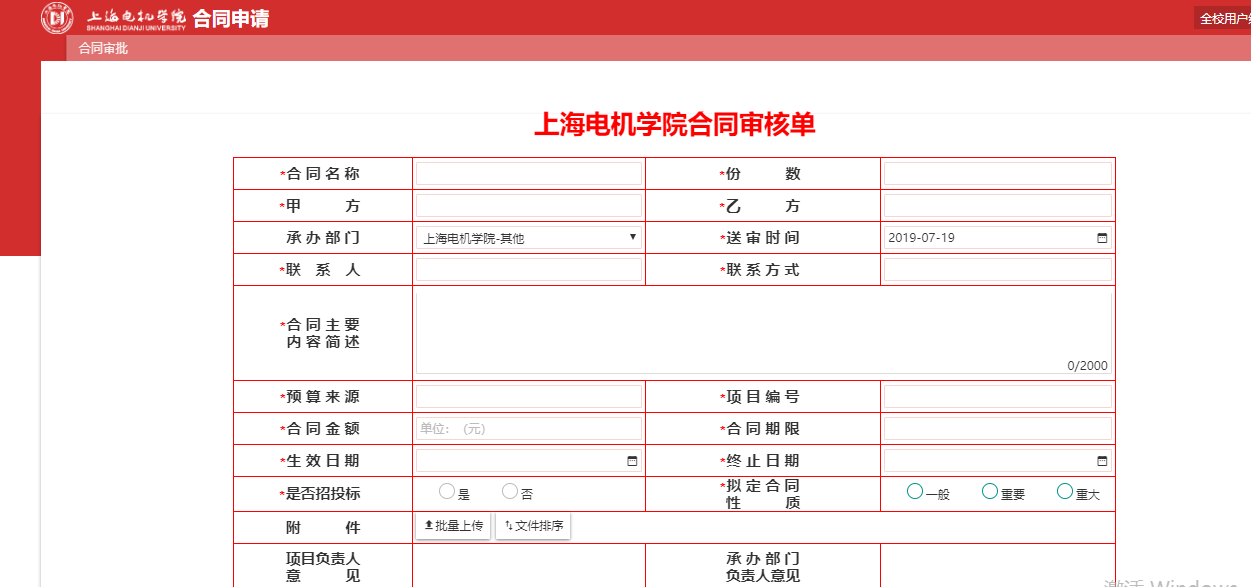 上海电机学院 合同申请
SHANGHAI DIANJI UNIVERSITY
全校用户
合同审批
上海电机学院合同审核单
*合同名称 *份 数
*甲 方 *乙 方
承办部门 上海电机学院-其他 *送审时间 2019-07-19
*联 系 人 *联系方式
*合同主要
内容简述
0/2000
*预算来源 *项目编号
*合同金额 单位：（元） *合同期限
*生效日期 *终止日期
*是否招投标 是 否 *拟定合同
性 质 一般 重要 重大
附 件 批量上传 文件排序
项目负责人 承办部门
意 见 负责人意见
激活 Windows